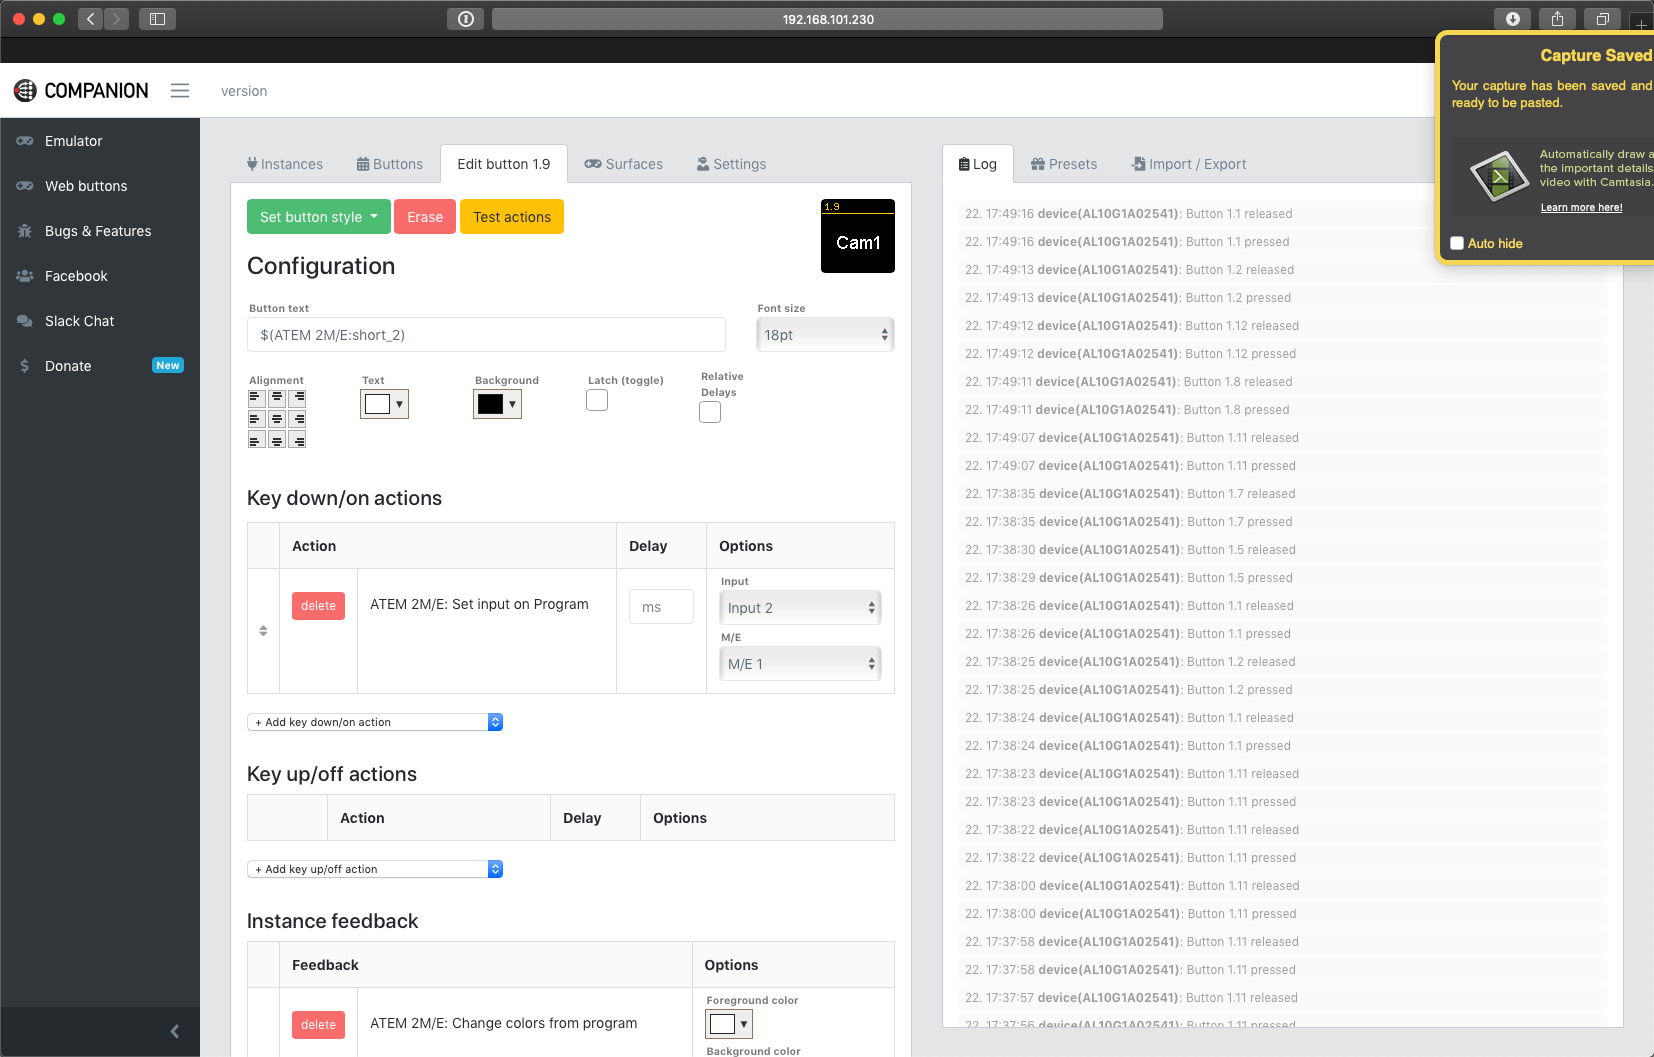 192.168.101.230
Capture Saved
Your capture has been saved and
ready to be pasted.
Automatically draw a
the important details
video with Camtasia.
Learn more here!
Auto hide
COMPANION
version
Emulator
Web buttons
Bugs & Features
Facebook
Slack Chat
Donate New
Instances Buttons Edit button 1.9 Surfaces Settings
Set button style Erase Test actions
1.9
Cam1
Configuration
Button text Font size
$(ATEM 2M/E:short_2) 18pt
Alignment Text Background Latch (toggle) Relative
Delays
Key down/on actions
Action Delay Options
delete ATEM 2M/E: Set input on Program ms
Input
Input 2
M/E
M/E 1
+ Add key down/on action
Key up/off actions
Action Delay Options
+ Add key up/off action
Instance feedback
Feedback Options
delete ATEM 2M/E: Change colors from program
Foreground color
Background color
Log Presets Import / Export
22. 17:49:16 device(AL10G1A02541): Button 1.1 released
22. 17:49:16 device(AL10G1A02541): Button 1.1 pressed
22. 17:49:13 device(AL10G1A02541): Button 1.2 released
22. 17:49:13 device(AL10G1A02541): Button 1.2 pressed
22. 17:49:12 device(AL10G1A02541): Button 1.12 released
22. 17:49:12 device(AL10G1A02541): Button 1.12 pressed
22. 17:49:11 device(AL10G1A02541): Button 1.8 released
22. 17:49:11 device(AL10G1A02541): Button 1.8 pressed
22. 17:49:07 device(AL10G1A02541): Button 1.11 released
22. 17:49:07 device(AL10G1A02541): Button 1.11 pressed
22. 17:38:35 device(AL10G1A02541): Button 1.7 released
22. 17:38:35 device(AL10G1A02541): Button 1.7 pressed
22. 17:38:30 device(AL10G1A02541): Button 1.5 released
22. 17:38:29 device(AL10G1A02541): Button 1.5 pressed
22. 17:38:26 device(AL10G1A02541): Button 1.1 released
22. 17:38:26 device(AL10G1A02541): Button 1.1 pressed
22. 17:38:25 device(AL10G1A02541): Button 1.2 released
22. 17:38:25 device(AL10G1A02541): Button 1.2 pressed
22. 17:38:24 device(AL10G1A02541): Button 1.1 released
22. 17:38:24 device(AL10G1A02541): Button 1.1 pressed
22. 17:38:23 device(AL10G1A02541): Button 1.11 released
22. 17:38:23 device(AL10G1A02541): Button 1.11 pressed
22. 17:38:22 device(AL10G1A02541): Button 1.11 released
22. 17:38:22 device(AL10G1A02541): Button 1.11 pressed
22. 17:38:00 device(AL10G1A02541): Button 1.11 released
22. 17:38:00 device(AL10G1A02541): Button 1.11 pressed
22. 17:37:58 device(AL10G1A02541): Button 1.11 released
22. 17:37:58 device(AL10G1A02541): Button 1.11 pressed
22. 17:37:57 device(AL10G1A02541): Button 1.11 released
22. 17:37:56 device(AL10G1A02541): Button 1.11 pressed